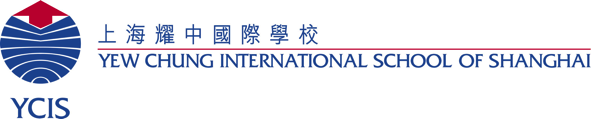 上海耀中國際學校
YEW CHUNG INTERNATIONAL SCHOOL OF SHANGHAI
YCIS